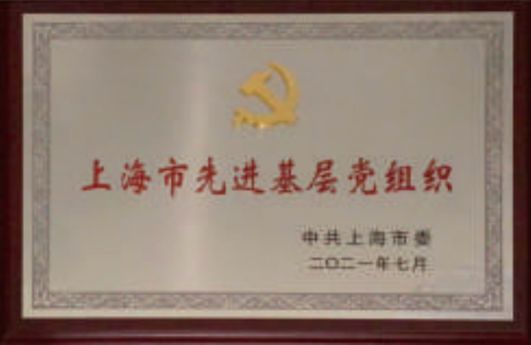 上海市先进基层党组织
中共上海市委
二〇二一年七月